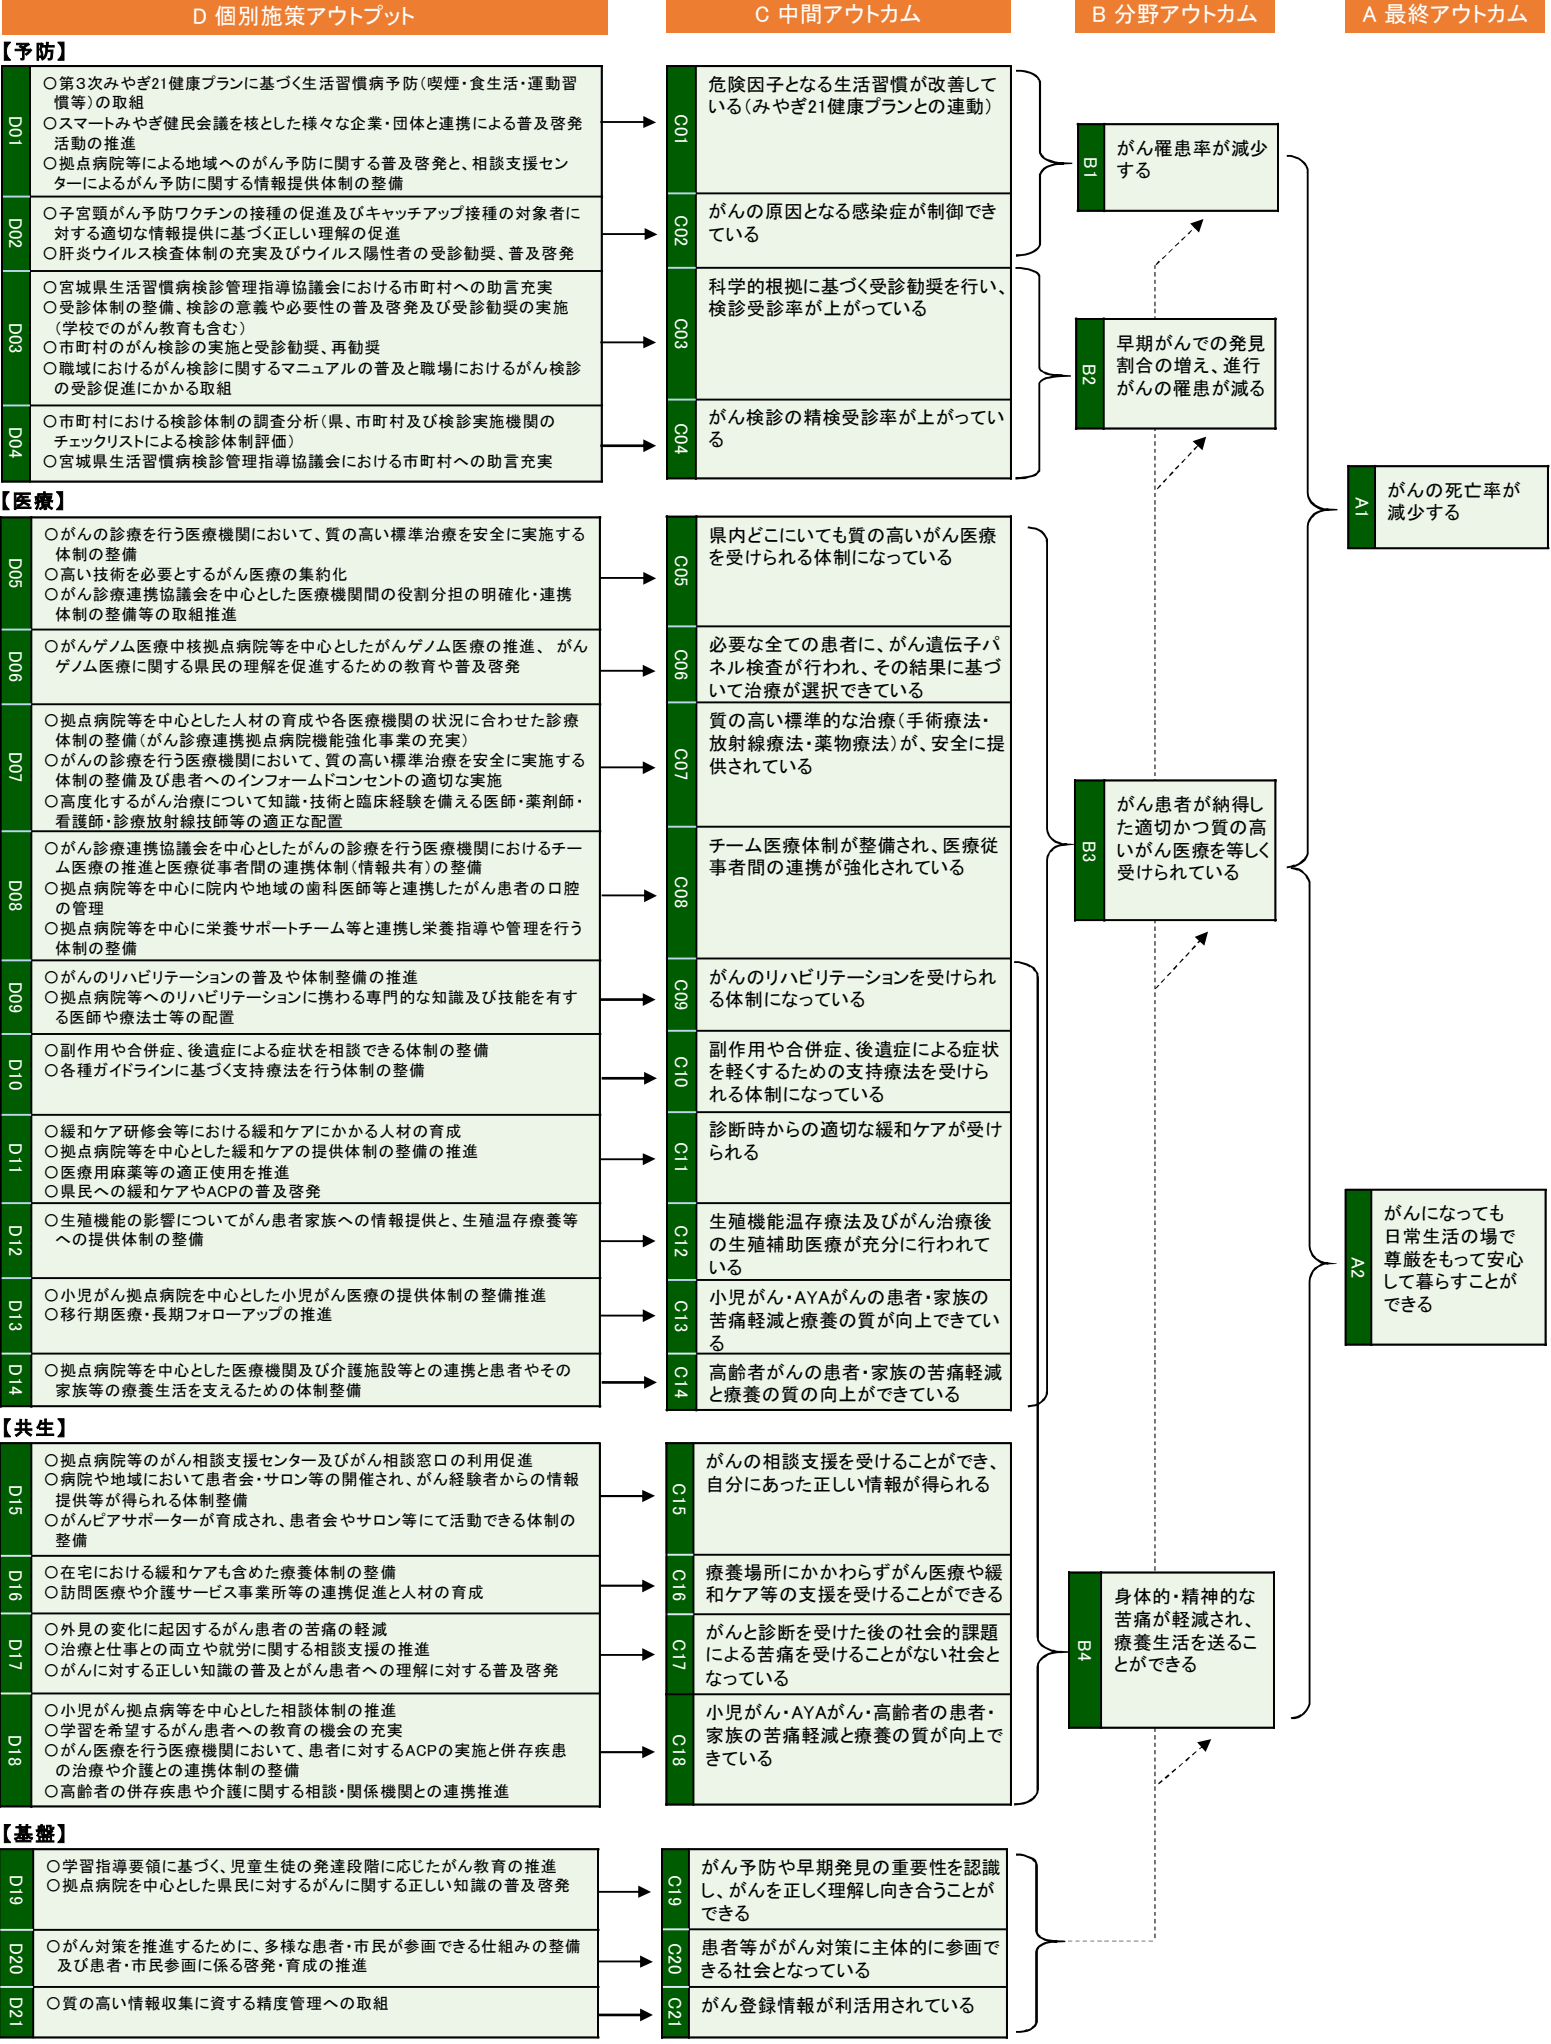 D 個別施策アウトプット
C 中間アウトカム
B 分野アウトカム
A 最終アウトカム
【予防】
D01
○第3次みやぎ21健康プランに基づく生活習慣病予防(喫煙・食生活・運動習
慣等)の取組
○スマートみやぎ健民会議を核とした様々な企業・団体と連携による普及啓発
活動の推進
○拠点病院等による地域へのがん予防に関する普及啓発と、相談支援セン
ターによるがん予防に関する情報提供体制の整備
C01
危険因子となる生活習慣が改善して
いる(みやぎ21健康プランとの連動)
D02
○子宮頸がん予防ワクチンの接種の促進及びキャッチアップ接種の対象者に
対する適切な情報提供に基づく正しい理解の促進
○肝炎ウイルス検査体制の充実及びウイルス陽性者の受診勧奨、普及啓発
C02
がんの原因となる感染症が制御でき
ている
B1
がん罹患率が減少
する
D03
○宮城県生活習慣病検診管理指導協議会における市町村への助言充実
○受診体制の整備、検診の意義や必要性の普及啓発及び受診勧奨の実施
(学校でのがん教育も含む)
○市町村のがん検診の実施と受診勧奨、再勧奨
○職域におけるがん検診に関するマニュアルの普及と職場におけるがん検診
の受診促進にかかる取組
C03
科学的根拠に基づく受診勧奨を行い、
検診受診率が上がっている
D04
○市町村における検診体制の調査分析(県、市町村及び検診実施機関の
チェックリストによる検診体制評価)
○宮城県生活習慣病検診管理指導協議会における市町村への助言充実
C04
がん検診の精検受診率が上がってい
る
B2
早期がんでの発見
割合の増え、進行
がんの罹患が減る
A1
がんの死亡率が
減少する
【医療】
D05
○がんの診療を行う医療機関において、質の高い標準治療を安全に実施する
体制の整備
○高い技術を必要とするがん医療の集約化
○がん診療連携協議会を中心とした医療機関間の役割分担の明確化・連携
体制の整備等の取組推進
C05
県内どこにいても質の高いがん医療
を受けられる体制になっている
D06
○がんゲノム医療中核拠点病院等を中心としたがんゲノム医療の推進、 がん
ゲノム医療に関する県民の理解を促進するための教育や普及啓発
C06
必要な全ての患者に、がん遺伝子パ
ネル検査が行われ、その結果に基づ
いて治療が選択できている
D07
○拠点病院等を中心とした人材の育成や各医療機関の状況に合わせた診療
体制の整備(がん診療連携拠点病院機能強化事業の充実)
○がんの診療を行う医療機関において、質の高い標準治療を安全に実施する
体制の整備及び患者へのインフォームドコンセントの適切な実施
○高度化するがん治療について知識・技術と臨床経験を備える医師・薬剤師・
看護師・診療放射線技師等の適正な配置
C07
質の高い標準的な治療(手術療法・
放射線療法・薬物療法)が、安全に提
供されている
D08
○がん診療連携協議会を中心としたがんの診療を行う医療機関におけるチー
ム医療の推進と医療従事者間の連携体制(情報共有)の整備
○拠点病院等を中心に院内や地域の歯科医師等と連携したがん患者の口腔
の管理
○拠点病院等を中心に栄養サポートチーム等と連携し栄養指導や管理を行う
体制の整備
C08
チーム医療体制が整備され、医療従
事者間の連携が強化されている
B3
がん患者が納得し
た適切かつ質の高
いがん医療を等しく
受けられている
D09
○がんのリハビリテーションの普及や体制整備の推進
○拠点病院等へのリハビリテーションに携わる専門的な知識及び技能を有す
る医師や療法士等の配置
C09
がんのリハビリテーションを受けられ
る体制になっている
D10
○副作用や合併症、後遺症による症状を相談できる体制の整備
○各種ガイドラインに基づく支持療法を行う体制の整備
C10
副作用や合併症、後遺症による症状
を軽くするための支持療法を受けら
れる体制になっている
D11
○緩和ケア研修会等における緩和ケアにかかる人材の育成
○拠点病院等を中心とした緩和ケアの提供体制の整備の推進
○医療用麻薬等の適正使用を推進
○県民への緩和ケアやACPの普及啓発
C11
診断時からの適切な緩和ケアが受け
られる
D12
○生殖機能の影響についてがん患者家族への情報提供と、生殖温存療養等
への提供体制の整備
C12
生殖機能温存療法及びがん治療後
の生殖補助医療が充分に行われて
いる
D13
○小児がん拠点病院を中心とした小児がん医療の提供体制の整備推進
○移行期医療・長期フォローアップの推進
C13
小児がん・AYAがんの患者・家族の
苦痛軽減と療養の質が向上できてい
る
D14
○拠点病院等を中心とした医療機関及び介護施設等との連携と患者やその
家族等の療養生活を支えるための体制整備
C14
高齢者がんの患者・家族の苦痛軽減
と療養の質の向上ができている
A2
がんになっても
日常生活の場で
尊厳をもって安心
して暮らすことが
できる
【共生】
D15
○拠点病院等のがん相談支援センター及びがん相談窓口の利用促進
○病院や地域において患者会・サロン等の開催され、がん経験者からの情報
提供等が得られる体制整備
○がんピアサポーターが育成され、患者会やサロン等にて活動できる体制の
整備
C15
がんの相談支援を受けることができ、
自分にあった正しい情報が得られる
D16
○在宅における緩和ケアも含めた療養体制の整備
○訪問医療や介護サービス事業所等の連携促進と人材の育成
C16
療養場所にかかわらずがん医療や緩
和ケア等の支援を受けることができる
D17
○外見の変化に起因するがん患者の苦痛の軽減
○治療と仕事との両立や就労に関する相談支援の推進
○がんに対する正しい知識の普及とがん患者への理解に対する普及啓発
C17
がんと診断を受けた後の社会的課題
による苦痛を受けることがない社会と
なっている
B4
身体的・精神的な
苦痛が軽減され、
療養生活を送るこ
とができる
D18
○小児がん拠点病等を中心とした相談体制の推進
○学習を希望するがん患者への教育の機会の充実
○がん医療を行う医療機関において、患者に対するACPの実施と併存疾患
の治療や介護との連携体制の整備
○高齢者の併存疾患や介護に関する相談・関係機関との連携推進
C18
小児がん・AYAがん・高齢者の患者・
家族の苦痛軽減と療養の質が向上で
きている
【基盤】
D19
○学習指導要領に基づく、児童生徒の発達段階に応じたがん教育の推進
○拠点病院を中心とした県民に対するがんに関する正しい知識の普及啓発
C19
がん予防や早期発見の重要性を認識
し、がんを正しく理解し向き合うことが
できる
D20
○がん対策を推進するために、多様な患者・市民が参画できる仕組みの整備
及び患者・市民参画に係る啓発・育成の推進
C20
患者等ががん対策に主体的に参画で
きる社会となっている
D21
○質の高い情報収集に資する精度管理への取組
C21
がん登録情報が利活用されている